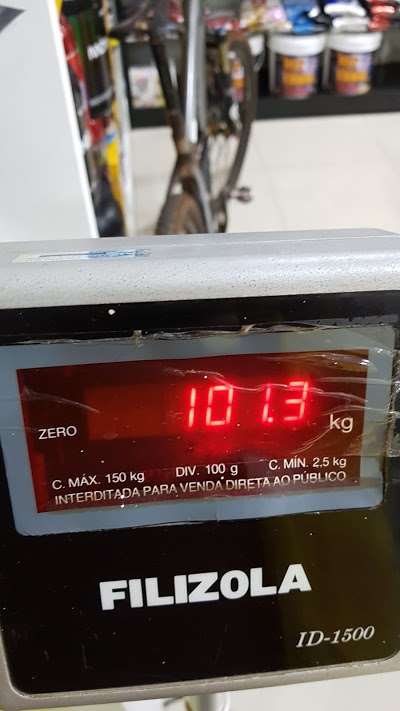 101.3
ZERO
kg
C. MÁX. 150 kg DIV. 100 g C. MÍN. 2,5 kg
INTERDITADA PARA VENDA DIRETA AO PÚBLICO
FILIZOLA
ID-1500